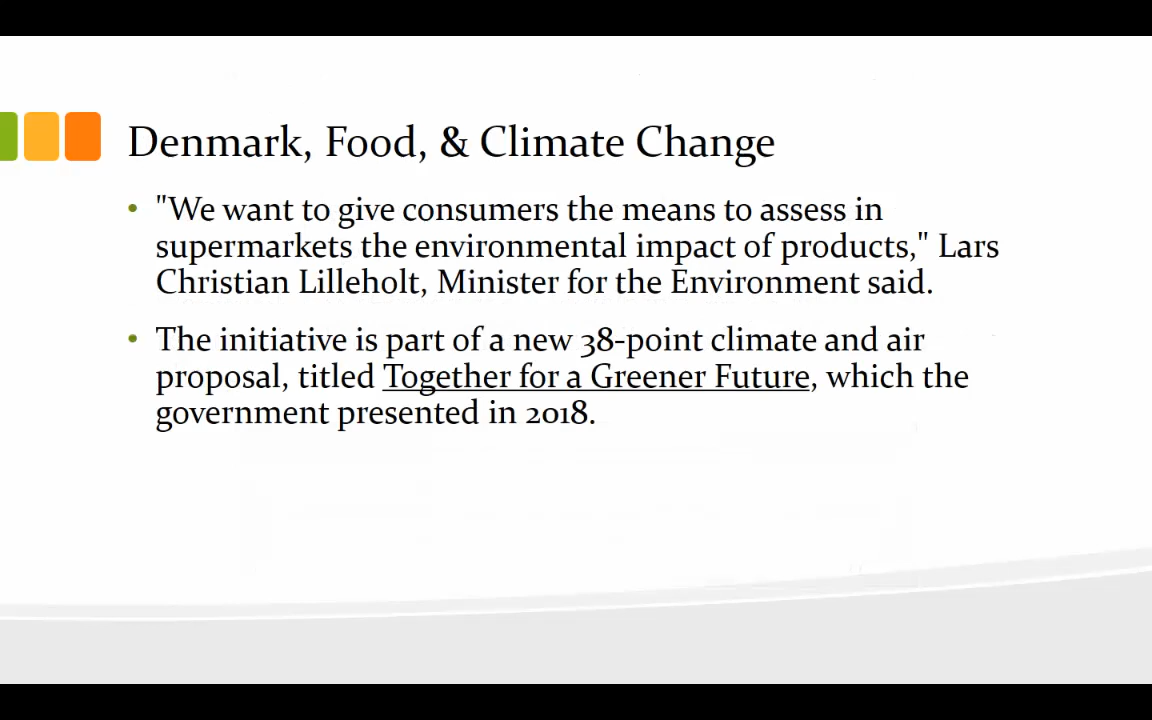 Denmark, Food, & Climate Change
• "We want to give consumers the means to assess in
supermarkets the environmental impact of products," Lars
Christian Lilleholt, Minister for the Environment said.
• The initiative is part of a new 38-point climate and air
proposal, titled Together for a Greener Future, which the
government presented in 2018.